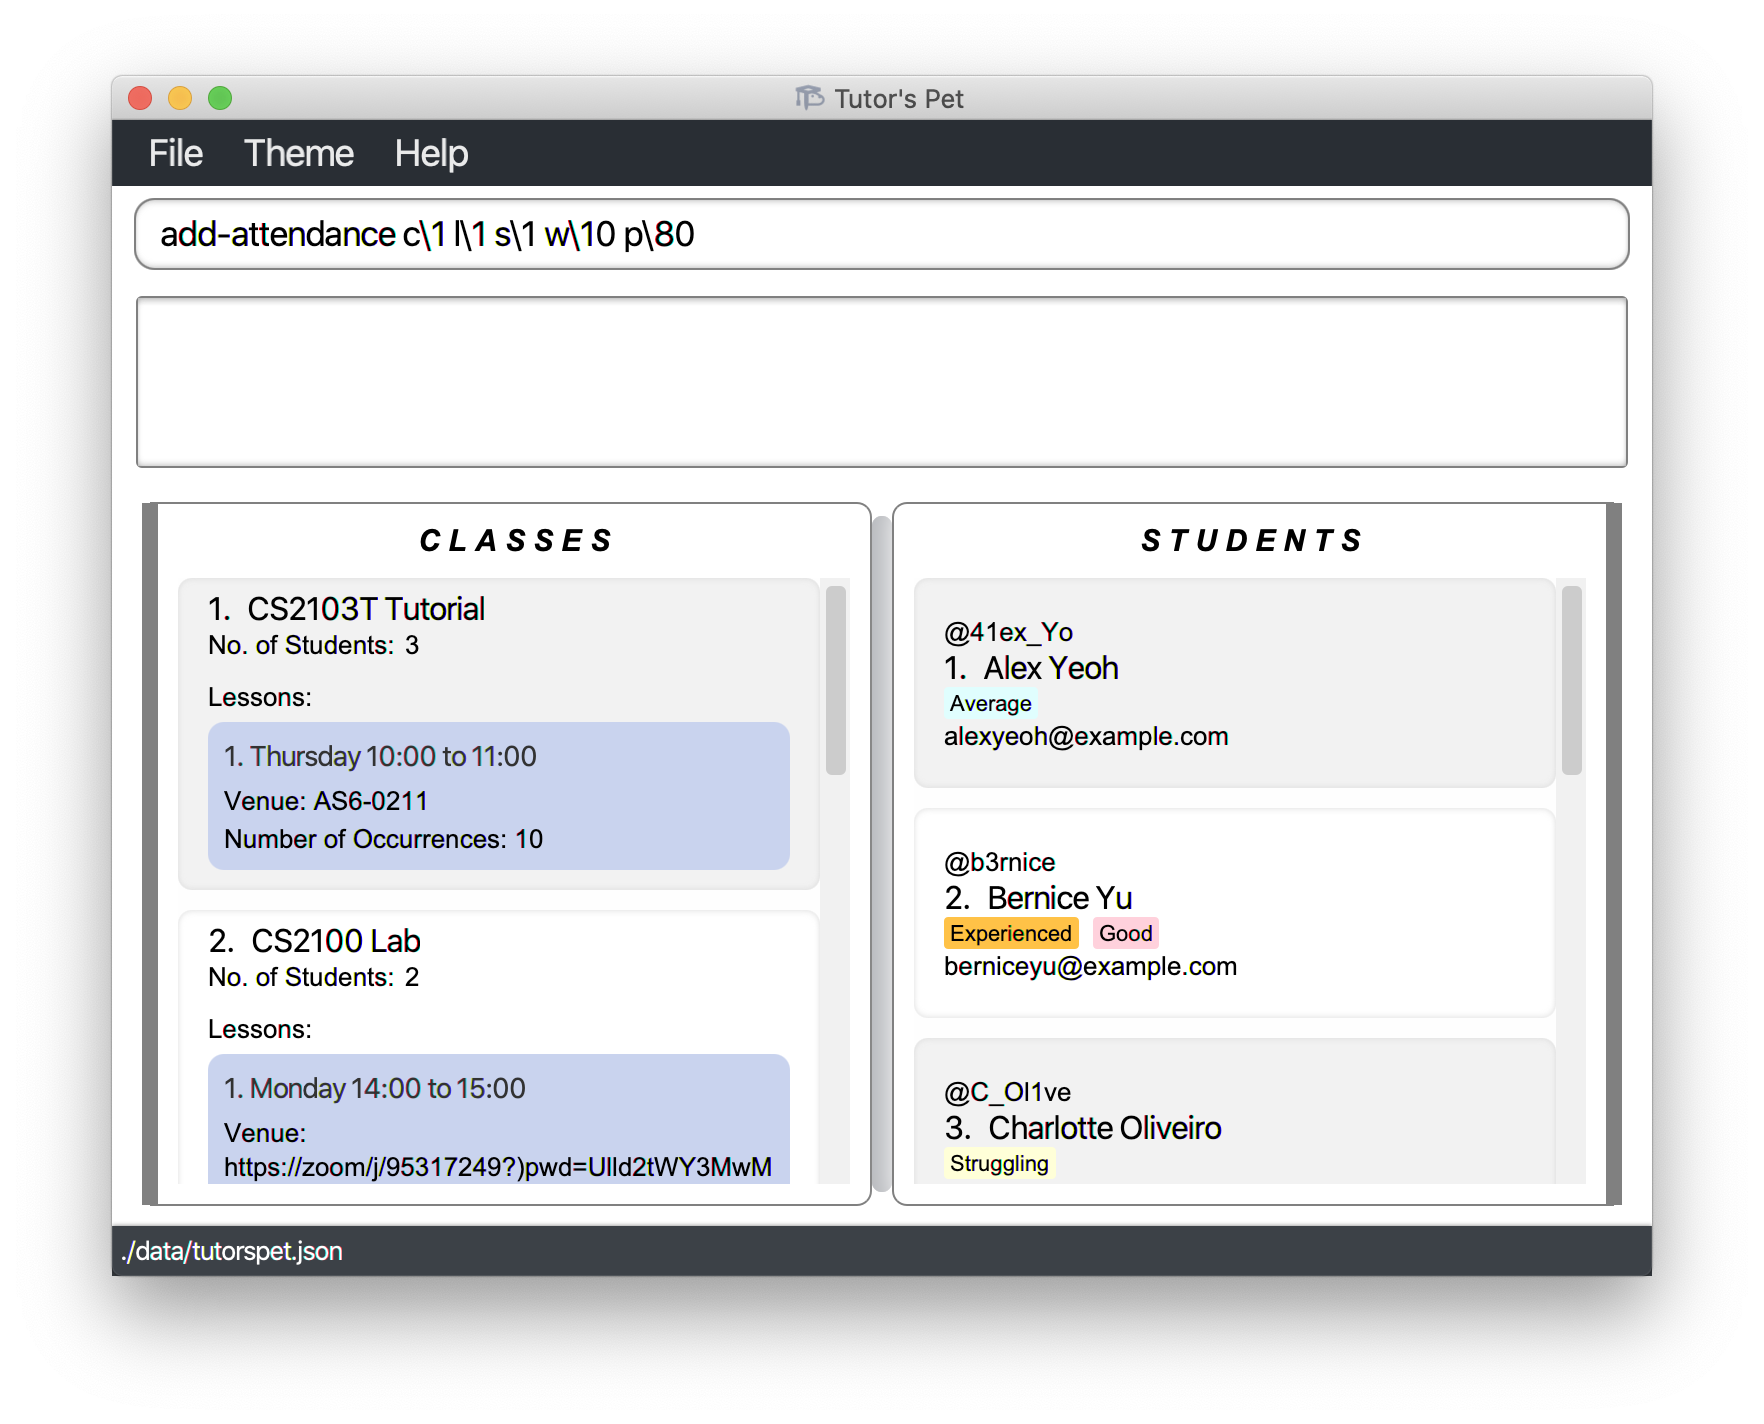 Tutor's Pet
File Theme Help
add-attendance c\1 l\1 s\1 w\10 p\80
CLASSES
1. CS2103T Tutorial
No. of Students: 3
Lessons:
1. Thursday 10:00 to 11:00
Venue: AS6-0211
Number of Occurrences: 10
2. CS2100 Lab
No. of Students: 2
Lessons:
1. Monday 14:00 to 15:00
Venue:
https://zoom/j/95317249?)pwd=Ulld2tWY3MwM
STUDENTS
@41ex_Yo
1. Alex Yeoh
Average
alexyeoh@example.com
@b3rnice
2. Bernice Yu
Experienced Good
berniceyu@example.com
@C_Ol1ve
3. Charlotte Oliveiro
Struggling
./data/tutorspet.json